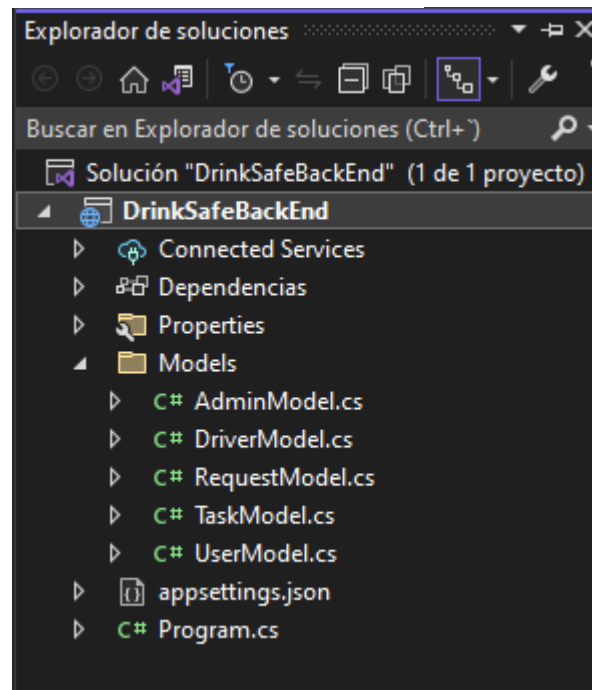 Explorador de soluciones
Buscar en Explorador de soluciones (Ctrl+`)
Solución "DrinkSafeBackEnd" (1 de 1 proyecto)
DrinkSafeBackEnd
Connected Services
Dependencias
Properties
Models
C# AdminModel.cs
C# DriverModel.cs
C# RequestModel.cs
C# TaskModel.cs
C# UserModel.cs
appsettings.json
C# Program.cs